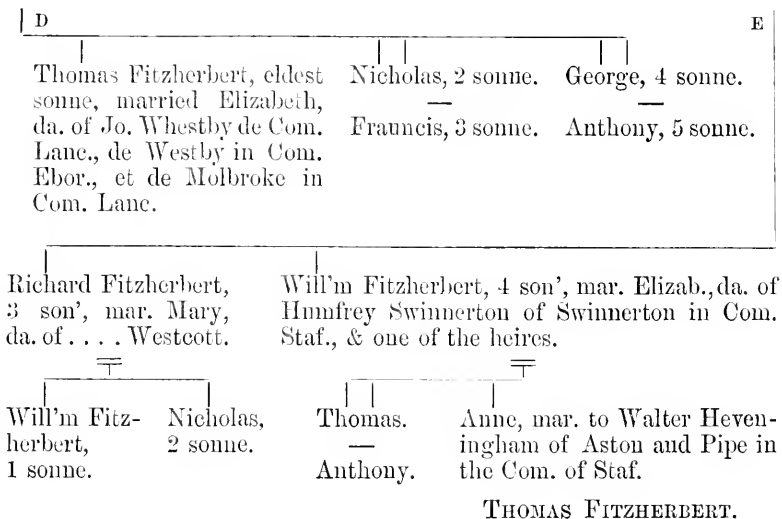 D E
Thomas Fitzherbert, eldest
sonne, married Elizabeth,
da. of Jo. Whestby de Com.
Lanc., de Westby in Com.
Ebor., et de Molbroke in
Com. Lanc.
Nicholas, 2 sonne.
Frauncis, 3 sonne.
George, 4 sonne.
Anthony, 5 sonne.
Richard Fitzherbert,
3 son', mar. Mary,
da. of . . . . Westcott.
Will'm Fitzherbert, 4 son', mar. Elizab., da. of
Humfrey Swinnerton of Swinnerton in Com.
Staf., & one of the heires.
Will'm Fitz-
herbert,
1 sonne.
Nicholas,
2 sonne.
Thomas.
Anthony.
Anne, mar. to Walter Heven-
ingham of Aston and Pipe in
the Com. of Staf.
THOMAS FITZHERBERT.